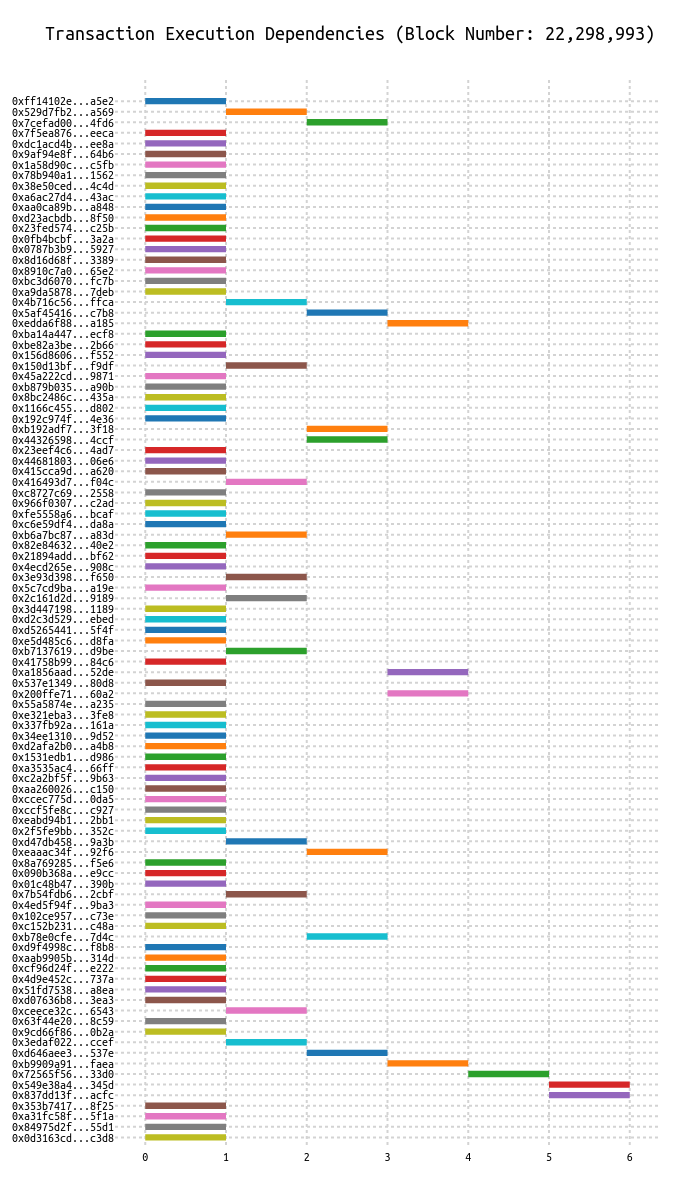 Transaction Execution Dependencies (Block Number: 22,298,993)
0xff14102e...a5e2
0x529d7fb2...a569
0x7cefad00...4fd6
0x7f5ea876...eeca
0xdc1acd4b...ee8a
0x9af94e8f...64b6
0x1a58d90c...c5fb
0x78b940a1...1562
0x38e50ced...4c4d
0xa6ac27d4...43ac
0xaa0ca89b...a848
0xd23acbdb...8f50
0x23fed574...c25b
0x0fb4bcbf...3a2a
0x0787b3b9...5927
0x8d16d68f...3389
0x8910c7a0...65e2
0xbc3d6070...fc7b
0xa9da5878...7deb
0x4b716c56...ffca
0x5af45416...c7b8
0xedda6f88...a185
0xba14a447...ecf8
0xbe82a3be...2b66
0x156d8606...f552
0x150d13bf...f9df
0x45a222cd...9871
0xb879b035...a90b
0x8bc2486c...435a
0x1166c455...d802
0x192c974f...4e36
0xb192adf7...3f18
0x44326598...4ccf
0x23eef4c6...4ad7
0x44681803...06e6
0x415cca9d...a620
0x416493d7...f04c
0xc8727c69...2558
0x966f0307...c2ad
0xfe5558a6...bcaf
0xc6e59df4...da8a
0xb6a7bc87...a83d
0x82e84632...40e2
0x21894add...bf62
0x4ecd265e...908c
0x3e93d398...f650
0x5c7cd9ba...a19e
0x2c161d2d...9189
0x3d447198...1189
0xd2c3d529...ebed
0xd5265441...5f4f
0xe5d485c6...d8fa
0xb7137619...d9be
0x41758b99...84c6
0xa1856aad...52de
0x537e1349...80d8
0x200ffe71...60a2
0x55a5874e...a235
0xe321eba3...3fe8
0x337fb92a...161a
0x34ee1310...9d52
0xd2afa2b0...a4b8
0x1531edb1...d986
0xa3535ac4...66ff
0xc2a2bf5f...9b63
0xaa260026...c150
0xccec775d...0da5
0xccf5fe8c...c927
0xeabd94b1...2bb1
0x2f5fe9bb...352c
0xd47db458...9a3b
0xeaaac34f...92f6
0x8a769285...f5e6
0x090b368a...e9cc
0x01c48b47...390b
0x7b54fdb6...2cbf
0x4ed5f94f...9ba3
0x102ce957...c73e
0xc152b231...c48a
0xb78e0cfe...7d4c
0xd9f4998c...f8b8
0xaab9905b...314d
0xcf96d24f...e222
0x4d9e452c...737a
0x51fd7538...a8ea
0xd07636b8...3ea3
0xceece32c...6543
0x63f44e20...8c59
0x9cd66f86...0b2a
0x3edaf022...ccef
0xd646aee3...537e
0xb9909a91...faea
0x72565f56...33d0
0x549e38a4...345d
0x837dd13f...acfc
0x353b7417...8f25
0xa31fc58f...5f1a
0x84975d2f...55d1
0x0d3163cd...c3d8
0 1 2 3 4 5 6